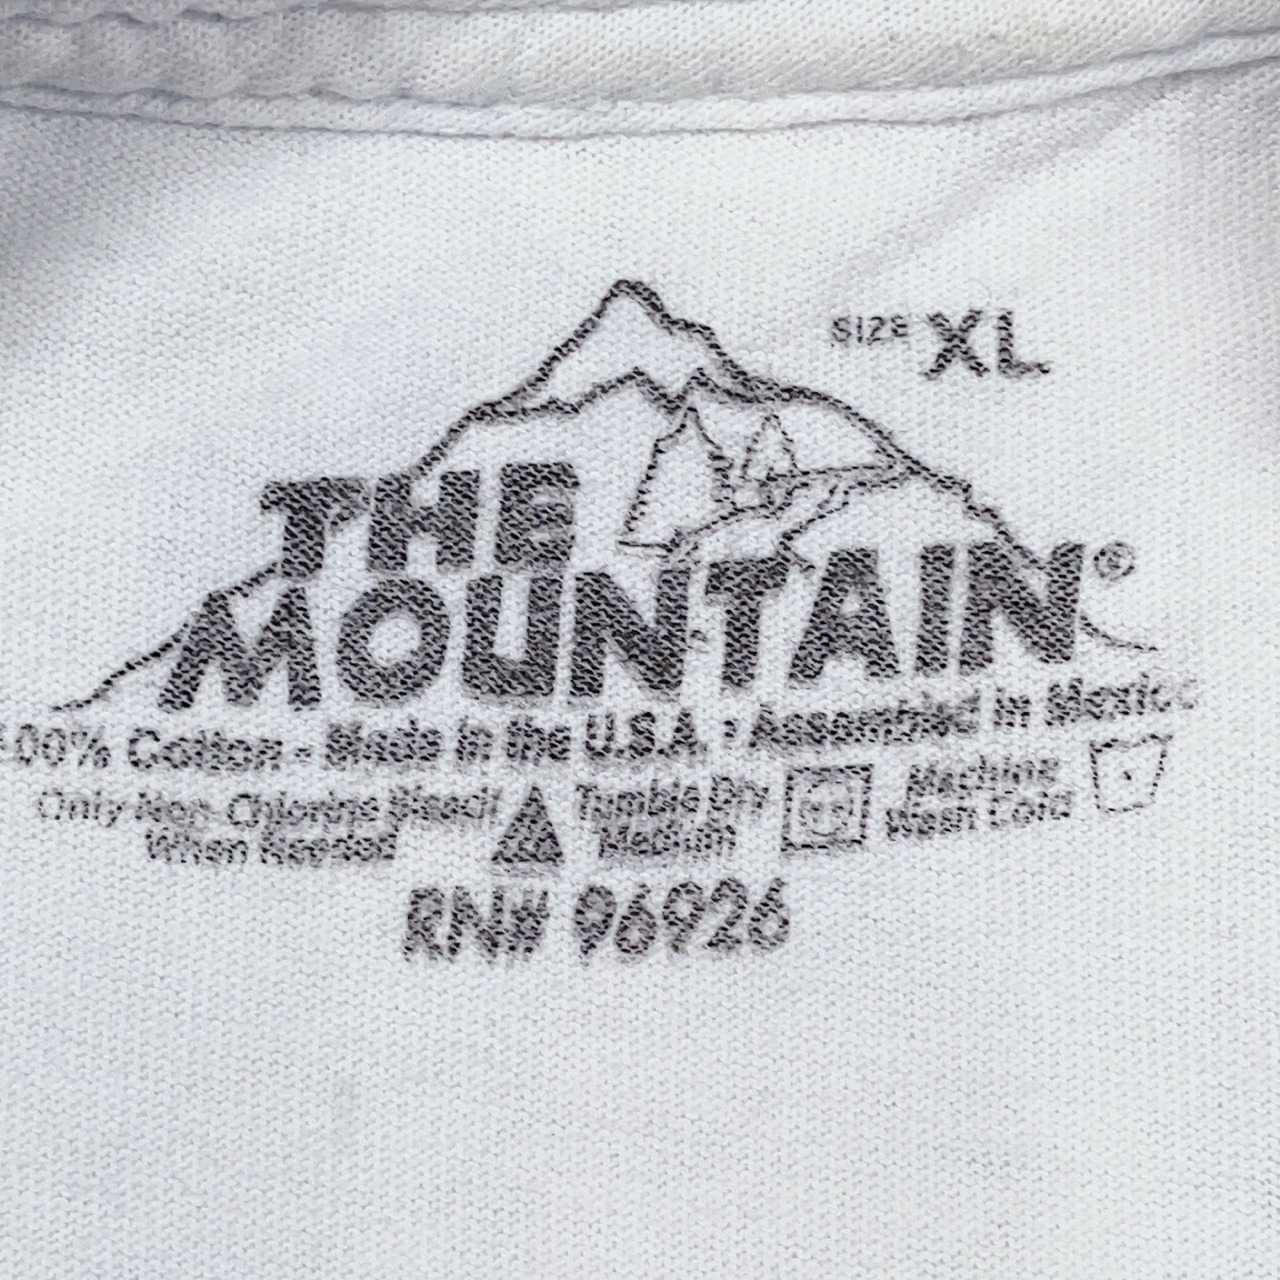 SIZE XL
THE
MOUNTAIN®
100% Cotton - Made in the U.S.A. - Assembled in Mexico
Only Non-Chlorine Bleach
When Needed
Tumble Dry
Medium
Machine
Wash Cold
RN# 96926